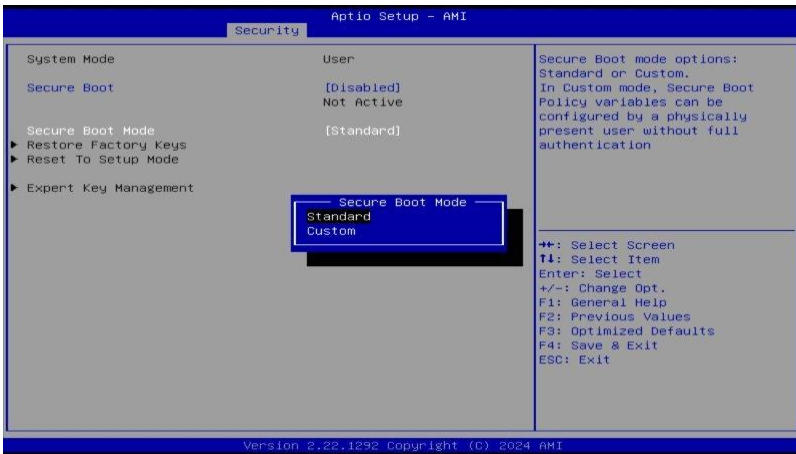 Aptio Setup – AMI
Security
System Mode User
Secure Boot [Disabled]
Not Active
Secure Boot Mode [Standard]
Restore Factory Keys
Reset To Setup Mode
Expert Key Management
Secure Boot Mode
Standard
Custom
Secure Boot mode options:
Standard or Custom.
In Custom mode, Secure Boot
Policy variables can be
configured by a physically
present user without full
authentication
→←: Select Screen
↑↓: Select Item
Enter: Select
+/-: Change Opt.
F1: General Help
F2: Previous Values
F3: Optimized Defaults
F4: Save & Exit
ESC: Exit
Version 2.22.1292 Copyright (C) 2024 AMI